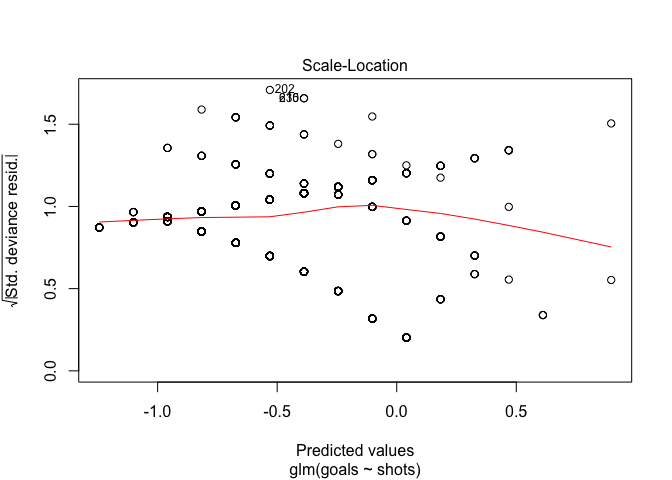 Scale-Location
√|Std. deviance resid.|
0.0 0.5 1.0 1.5
202
-1.0 -0.5 0.0 0.5
Predicted values
glm(goals ~ shots)